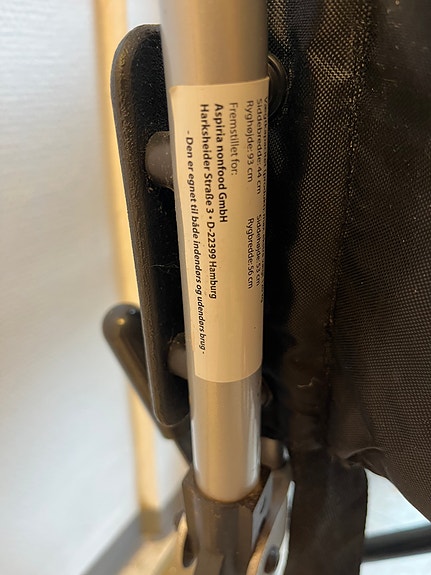 Siddebredde: 44 cm Siddehøjde: 53 cm
Ryghøjde: 93 cm Rygbredde: 56 cm
Fremstillet for:
Aspiria nonfood GmbH
Harksheider Straße 3 • D-22399 Hamburg
- Den er egnet til både indendørs og udendørs brug -